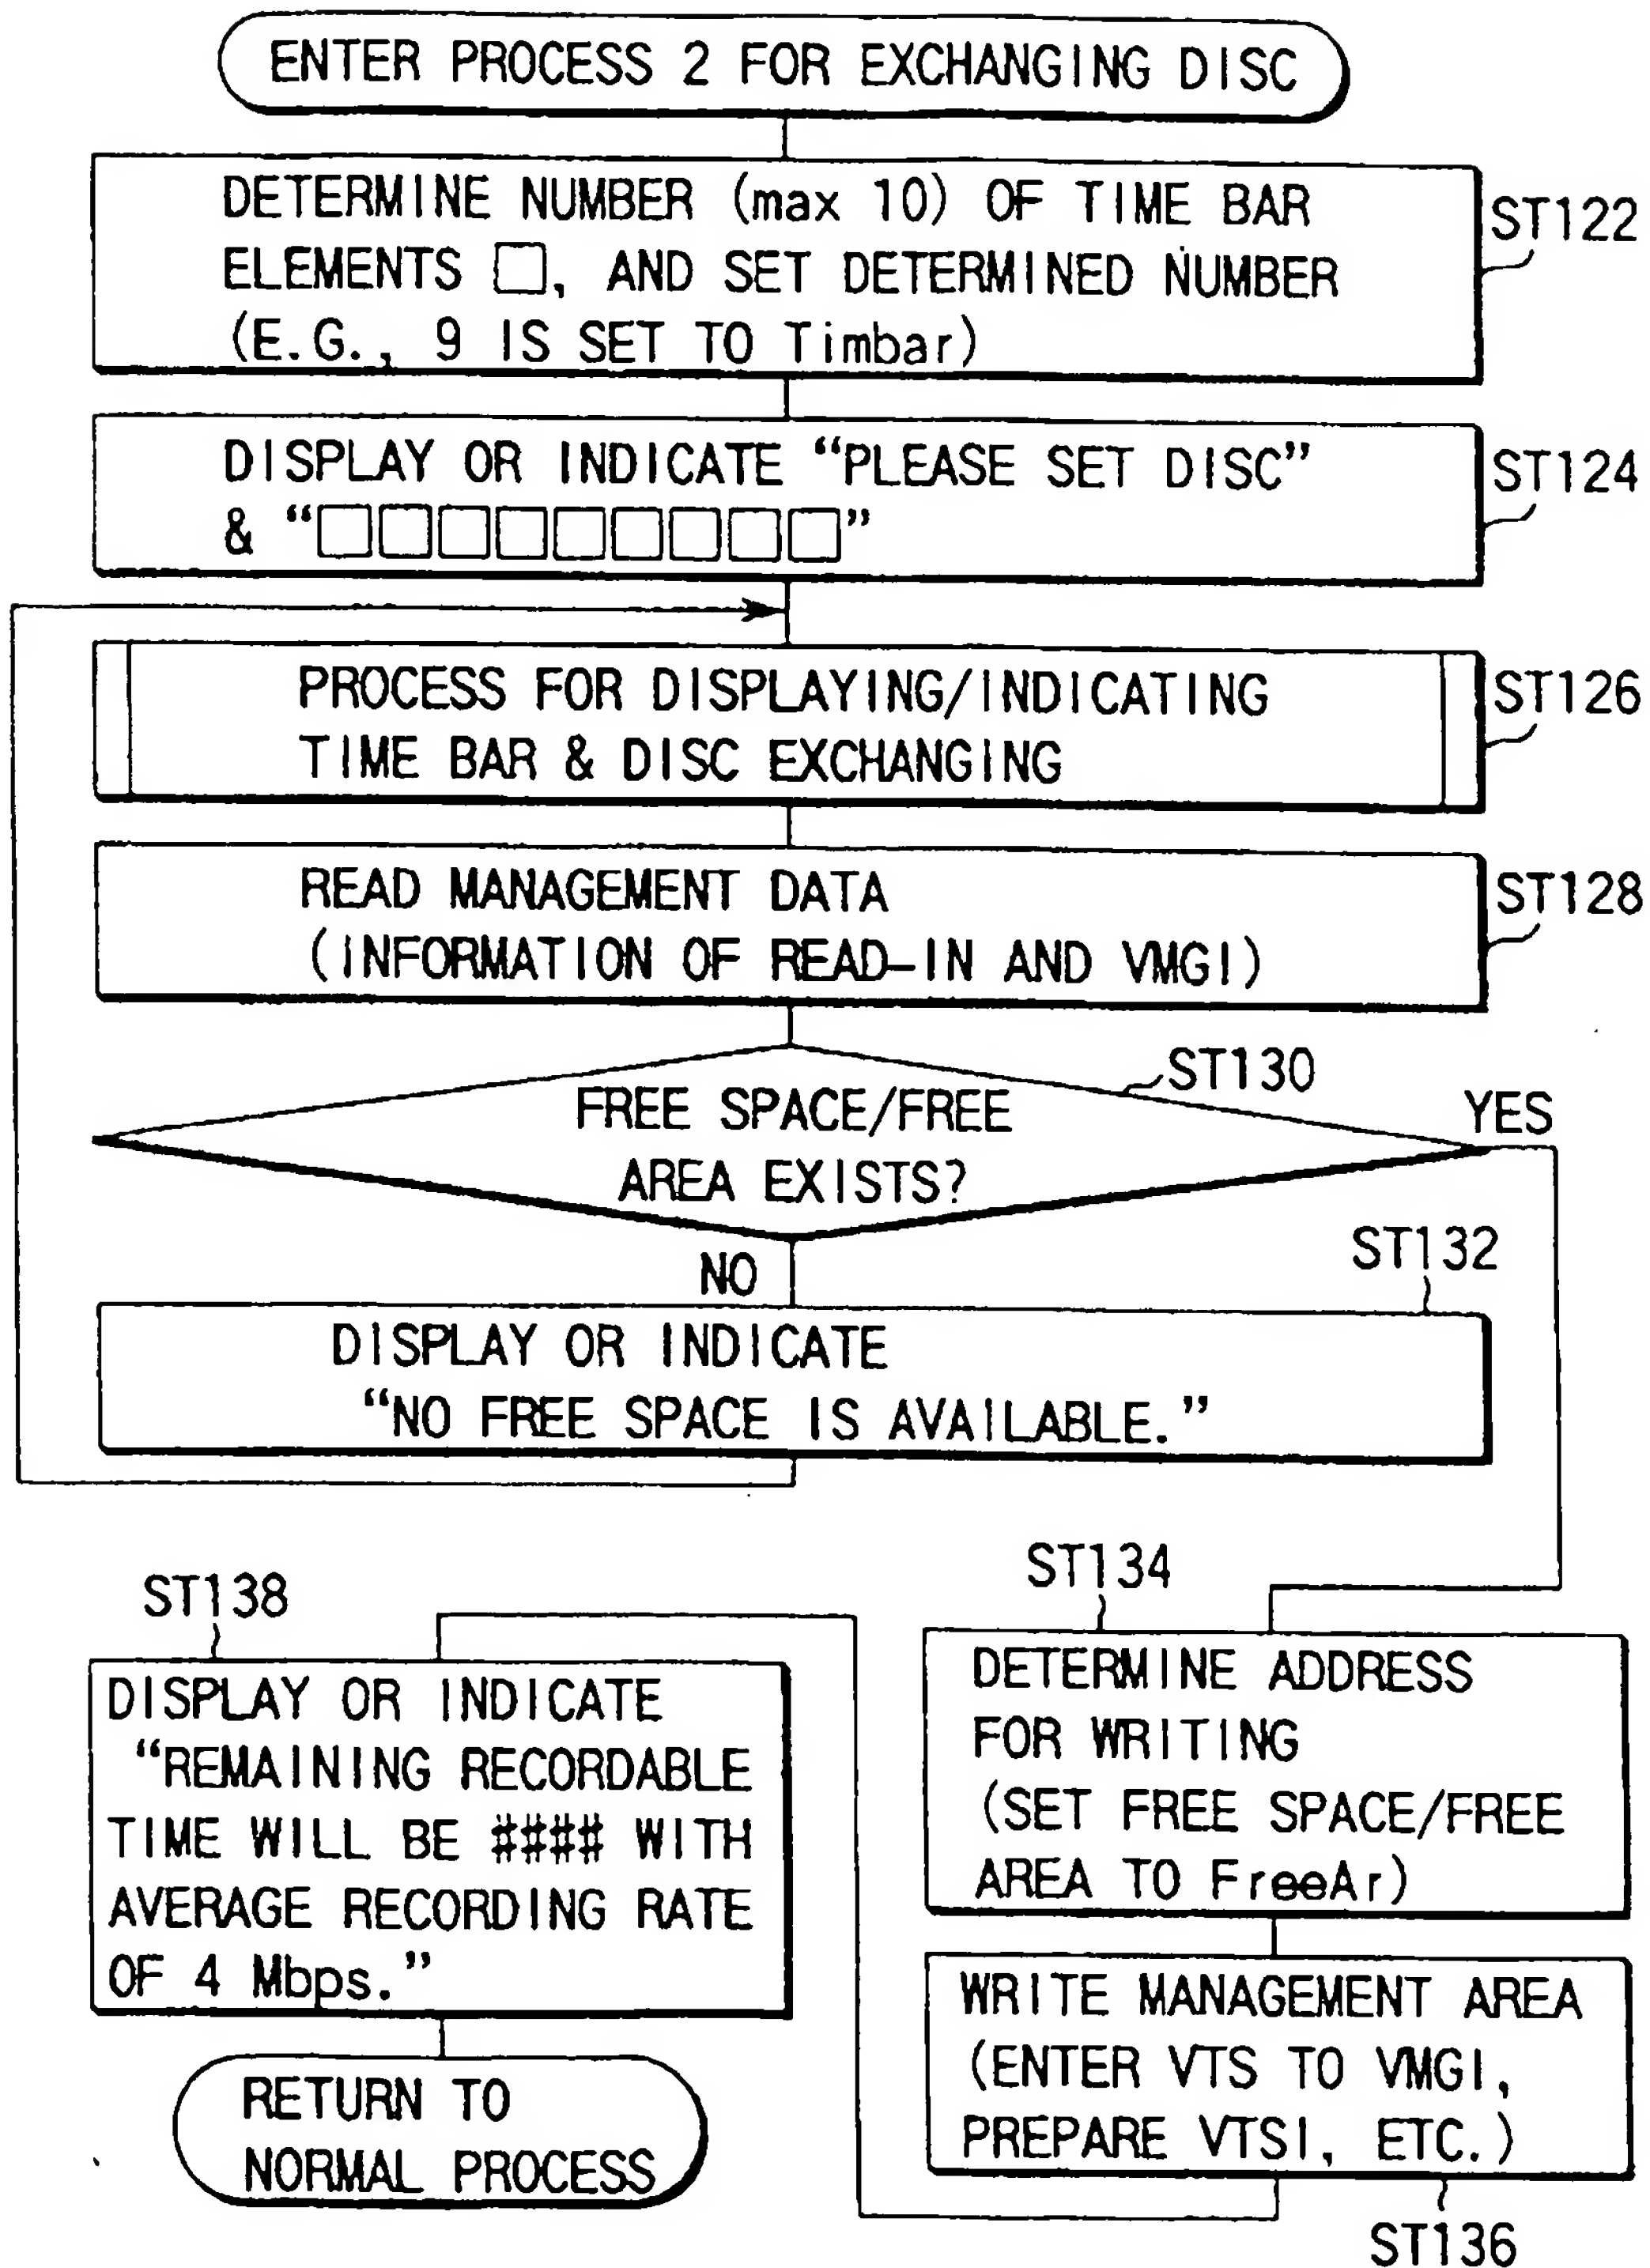 ENTER PROCESS 2 FOR EXCHANGING DISC
DETERMINE NUMBER (max 10) OF TIME BAR
ELEMENTS □, AND SET DETERMINED NUMBER
(E.G., 9 IS SET TO Timbar)
ST122
DISPLAY OR INDICATE “PLEASE SET DISC”
& “□□□□□□□□□”
ST124
PROCESS FOR DISPLAYING/INDICATING
TIME BAR & DISC EXCHANGING
ST126
READ MANAGEMENT DATA
(INFORMATION OF READ-IN AND VMGI)
ST128
FREE SPACE/FREE
AREA EXISTS?
ST130
YES
NO
ST132
DISPLAY OR INDICATE
“NO FREE SPACE IS AVAILABLE.”
ST134
DETERMINE ADDRESS
FOR WRITING
(SET FREE SPACE/FREE
AREA TO FreeAr)
WRITE MANAGEMENT AREA
(ENTER VTS TO VMGI,
PREPARE VTSI, ETC.)
ST136
ST138
DISPLAY OR INDICATE
“REMAINING RECORDABLE
TIME WILL BE #### WITH
AVERAGE RECORDING RATE
OF 4 Mbps.”
RETURN TO
NORMAL PROCESS